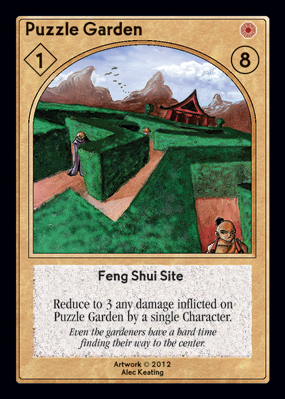 Puzzle Garden
1
8
Feng Shui Site
Reduce to 3 any damage inflicted on
Puzzle Garden by a single Character.
Even the gardeners have a hard time
finding their way to the center.
Artwork © 2012
Alec Keating